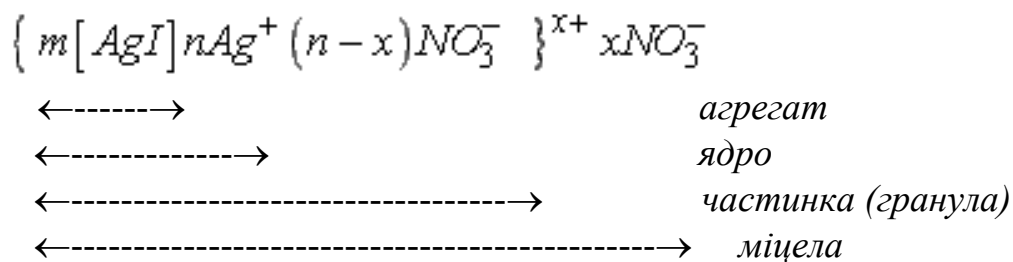 { m[AgI]nAg⁺ (n − x)NO₃⁻ }ˣ⁺ xNO₃⁻
←-------→ агрегат
←-------------→ ядро
←--------------------------------→ частинка (гранула)
←-------------------------------------------→ міцела